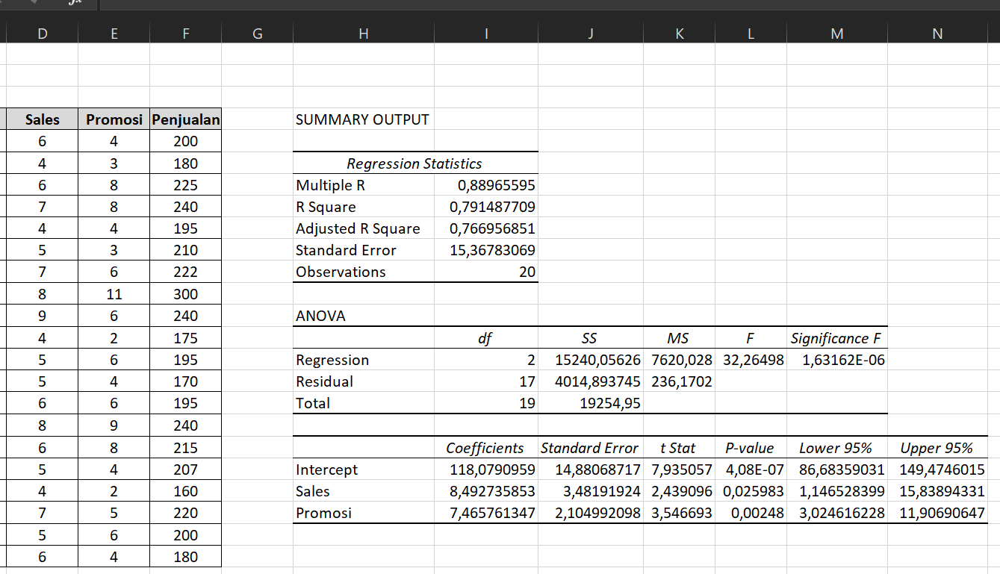 fx
D E F G H I J K L M N
Sales Promosi Penjualan SUMMARY OUTPUT
6 4 200
4 3 180 Regression Statistics
6 8 225 Multiple R 0,88965595
7 8 240 R Square 0,791487709
4 4 195 Adjusted R Square 0,766956851
5 3 210 Standard Error 15,36783069
7 6 222 Observations 20
8 11 300
9 6 240 ANOVA
4 2 175 df SS MS F Significance F
5 6 195 Regression 2 15240,05626 7620,028 32,26498 1,63162E-06
5 4 170 Residual 17 4014,893745 236,1702
6 6 195 Total 19 19254,95
8 9 240
6 8 215 Coefficients Standard Error t Stat P-value Lower 95% Upper 95%
5 4 207 Intercept 118,0790959 14,88068717 7,935057 4,08E-07 86,68359031 149,4746015
4 2 160 Sales 8,492735853 3,48191924 2,439096 0,025983 1,146528399 15,83894331
7 5 220 Promosi 7,465761347 2,104992098 3,546693 0,00248 3,024616228 11,90690647
5 6 200
6 4 180